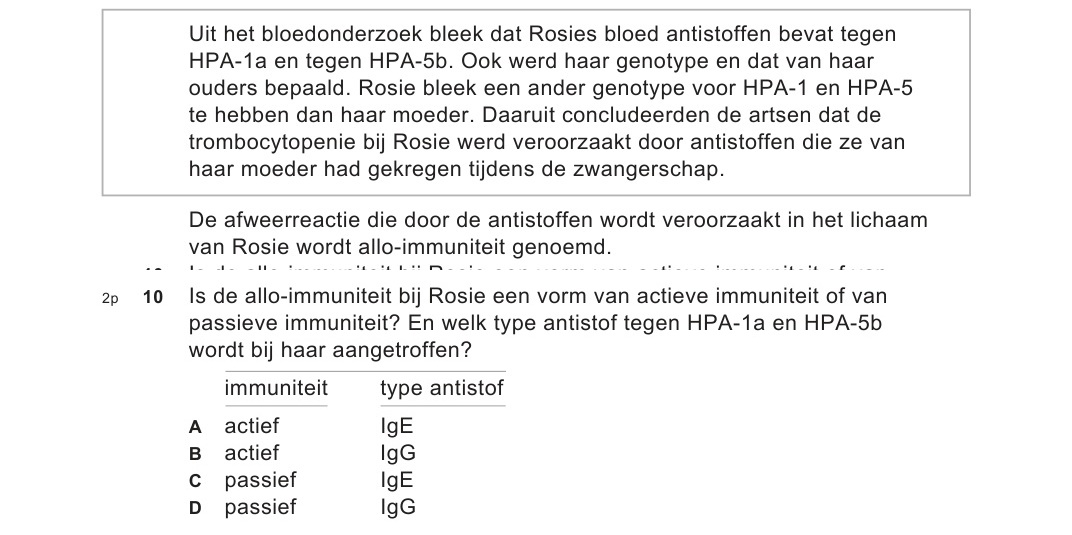 Uit het bloedonderzoek bleek dat Rosies bloed antistoffen bevat tegen
HPA-1a en tegen HPA-5b. Ook werd haar genotype en dat van haar
ouders bepaald. Rosie bleek een ander genotype voor HPA-1 en HPA-5
te hebben dan haar moeder. Daaruit concludeerden de artsen dat de
trombocytopenie bij Rosie werd veroorzaakt door antistoffen die ze van
haar moeder had gekregen tijdens de zwangerschap.
De afweerreactie die door de antistoffen wordt veroorzaakt in het lichaam
van Rosie wordt allo-immuniteit genoemd.
2p 10 Is de allo-immuniteit bij Rosie een vorm van actieve immuniteit of van
passieve immuniteit? En welk type antistof tegen HPA-1a en HPA-5b
wordt bij haar aangetroffen?
immuniteit type antistof
A actief IgE
B actief IgG
C passief IgE
D passief IgG